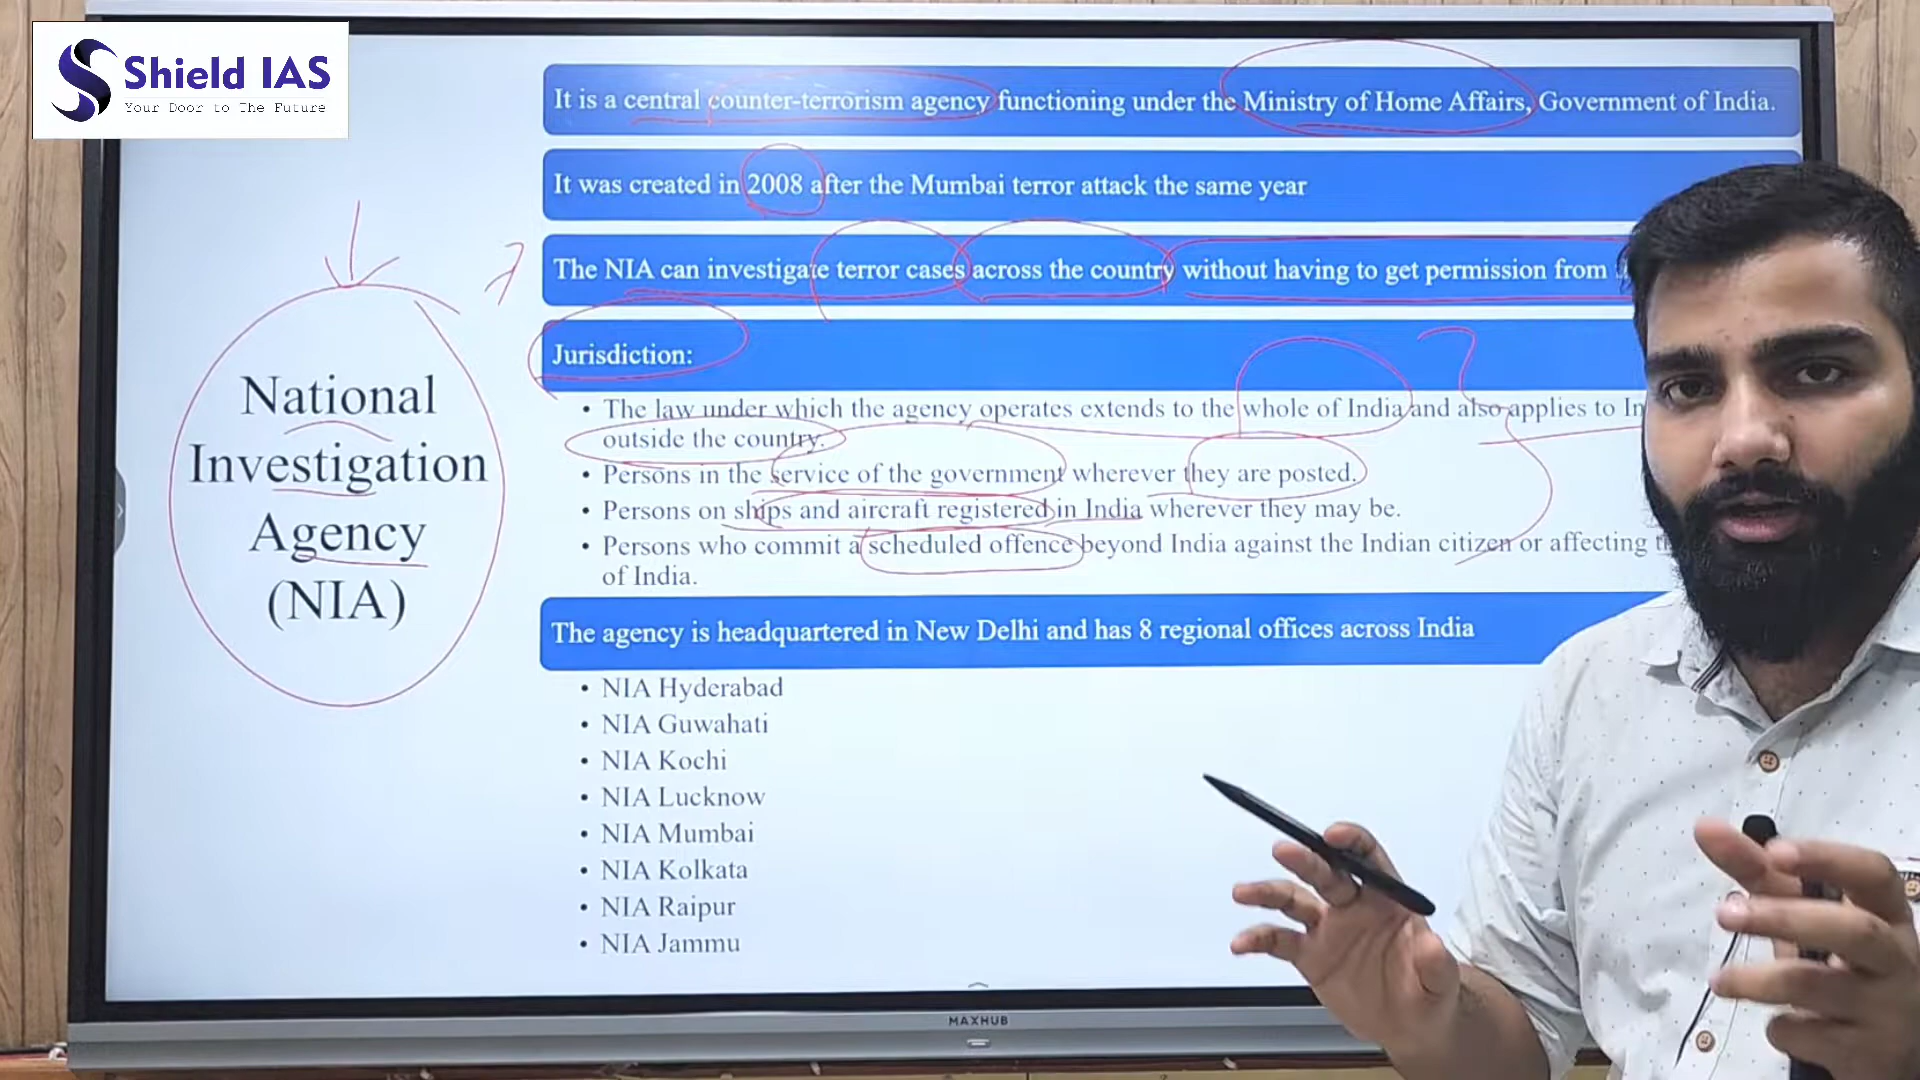 Shield IAS
Your Door to The Future
National
Investigation
Agency
(NIA)
It is a central counter-terrorism agency functioning under the Ministry of Home Affairs, Government of India.
It was created in 2008 after the Mumbai terror attack the same year
The NIA can investigate terror cases across the country without having to get permission from
Jurisdiction:
• The law under which the agency operates extends to the whole of India and also applies to
outside the country.
• Persons in the service of the government wherever they are posted.
• Persons on ships and aircraft registered in India wherever they may be.
• Persons who commit a scheduled offence beyond India against the Indian citizen or affecting
of India.
The agency is headquartered in New Delhi and has 8 regional offices across India
• NIA Hyderabad
• NIA Guwahati
• NIA Kochi
• NIA Lucknow
• NIA Mumbai
• NIA Kolkata
• NIA Raipur
• NIA Jammu
MAXHUB